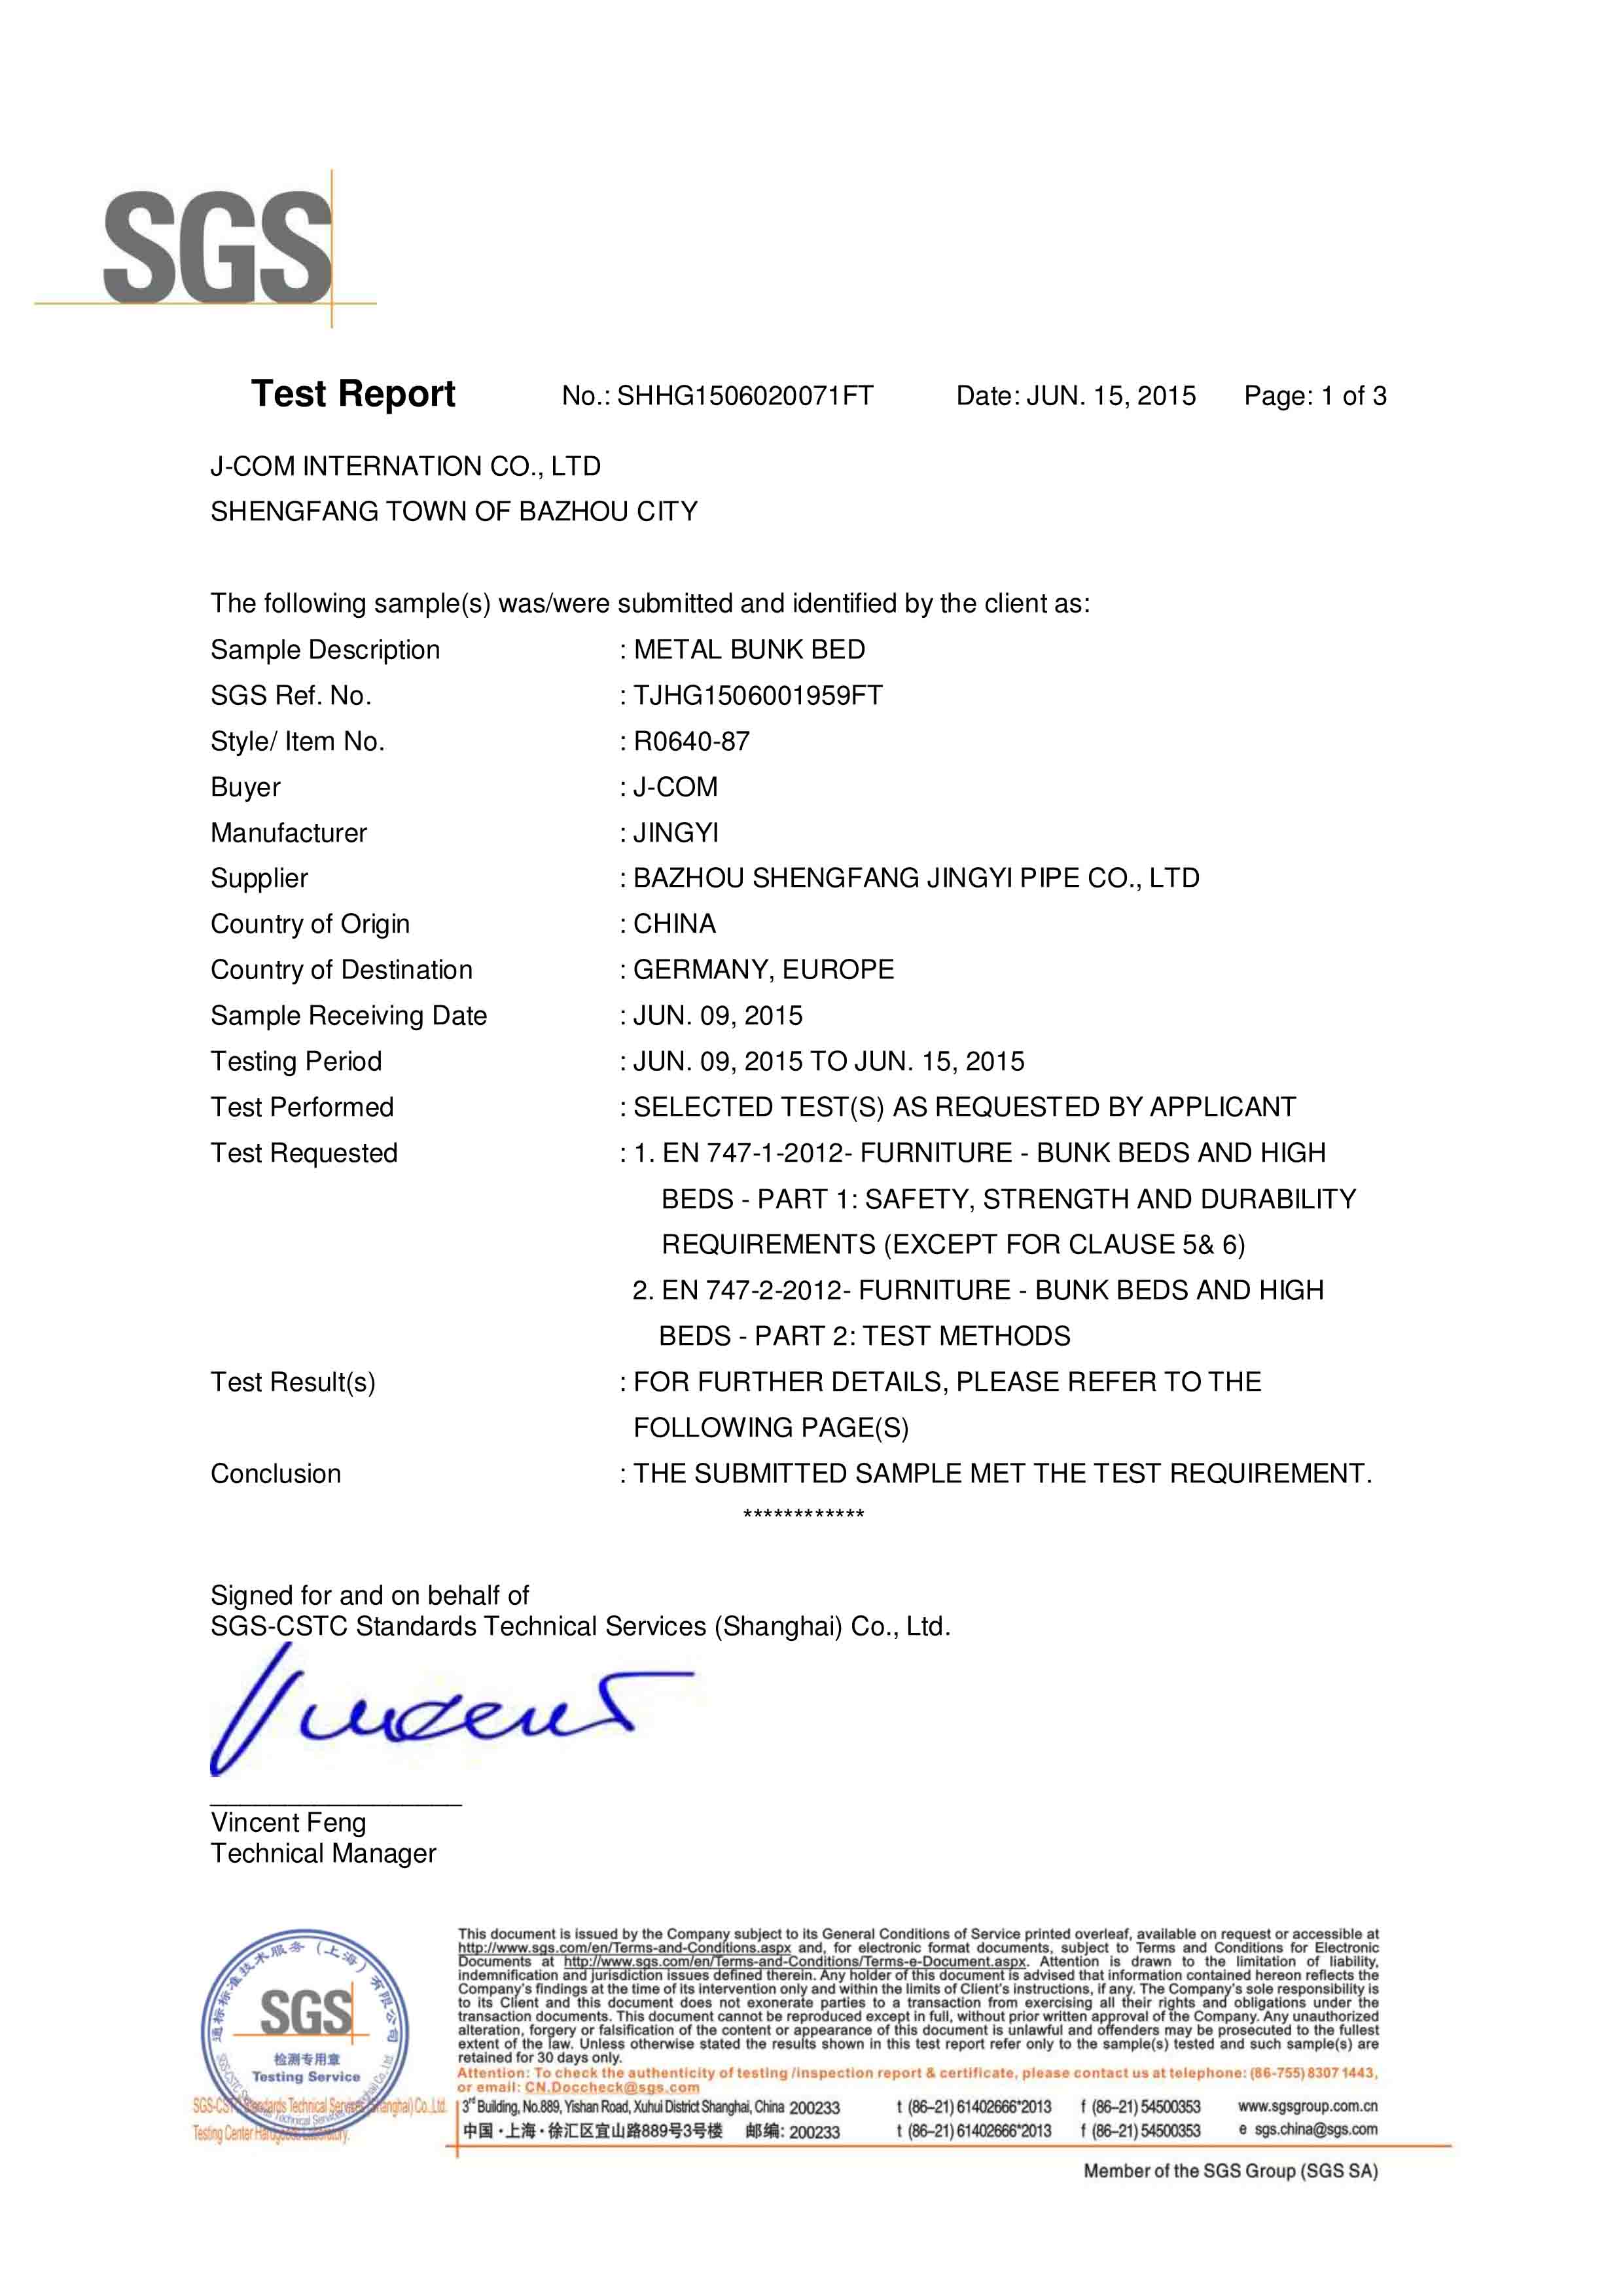 SGS
Test Report No.: SHHG1506020071FT Date: JUN. 15, 2015 Page: 1 of 3
J-COM INTERNATION CO., LTD
SHENGFANG TOWN OF BAZHOU CITY
The following sample(s) was/were submitted and identified by the client as:
Sample Description : METAL BUNK BED
SGS Ref. No. : TJHG1506001959FT
Style/ Item No. : R0640-87
Buyer : J-COM
Manufacturer : JINGYI
Supplier : BAZHOU SHENGFANG JINGYI PIPE CO., LTD
Country of Origin : CHINA
Country of Destination : GERMANY, EUROPE
Sample Receiving Date : JUN. 09, 2015
Testing Period : JUN. 09, 2015 TO JUN. 15, 2015
Test Performed : SELECTED TEST(S) AS REQUESTED BY APPLICANT
Test Requested : 1. EN 747-1-2012- FURNITURE - BUNK BEDS AND HIGH
BEDS - PART 1: SAFETY, STRENGTH AND DURABILITY
REQUIREMENTS (EXCEPT FOR CLAUSE 5& 6)
2. EN 747-2-2012- FURNITURE - BUNK BEDS AND HIGH
BEDS - PART 2: TEST METHODS
Test Result(s) : FOR FURTHER DETAILS, PLEASE REFER TO THE
FOLLOWING PAGE(S)
Conclusion : THE SUBMITTED SAMPLE MET THE TEST REQUIREMENT.
************
Signed for and on behalf of
SGS-CSTC Standards Technical Services (Shanghai) Co., Ltd.
Vincent
Vincent Feng
Technical Manager
通标标准技术服务（上海）有限公司
SGS
检测专用章
Testing Service
SGS-CSTC Standards Technical Services (Shanghai) Co.,Ltd.
Testing Center Hardgoods Laboratory.
This document is issued by the Company subject to its General Conditions of Service printed overleaf, available on request or accessible at
http://www.sgs.com/en/Terms-and-Conditions.aspx and, for electronic format documents, subject to Terms and Conditions for Electronic
Documents at http://www.sgs.com/en/Terms-and-Conditions/Terms-e-Document.aspx. Attention is drawn to the limitation of liability,
indemnification and jurisdiction issues defined therein. Any holder of this document is advised that information contained hereon reflects the
Company's findings at the time of its intervention only and within the limits of Client's instructions, if any. The Company's sole responsibility is
to its Client and this document does not exonerate parties to a transaction from exercising all their rights and obligations under the
transaction documents. This document cannot be reproduced except in full, without prior written approval of the Company. Any unauthorized
alteration, forgery or falsification of the content or appearance of this document is unlawful and offenders may be prosecuted to the fullest
extent of the law. Unless otherwise stated the results shown in this test report refer only to the sample(s) tested and such sample(s) are
retained for 30 days only.
Attention: To check the authenticity of testing /inspection report & certificate, please contact us at telephone: (86-755) 8307 1443,
or email: CN.Doccheck@sgs.com
3rd Building, No.889, Yishan Road, Xuhui District Shanghai, China 200233 t (86–21) 61402666*2013 f (86–21) 54500353 www.sgsgroup.com.cn
中国・上海・徐汇区宜山路889号3号楼 邮编: 200233 t (86–21) 61402666*2013 f (86–21) 54500353 e sgs.china@sgs.com
Member of the SGS Group (SGS SA)